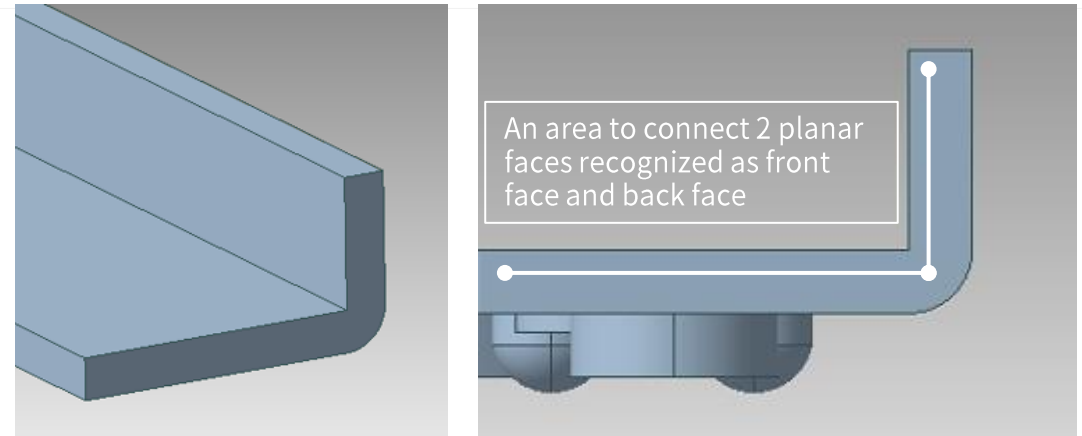 An area to connect 2 planar
faces recognized as front
face and back face